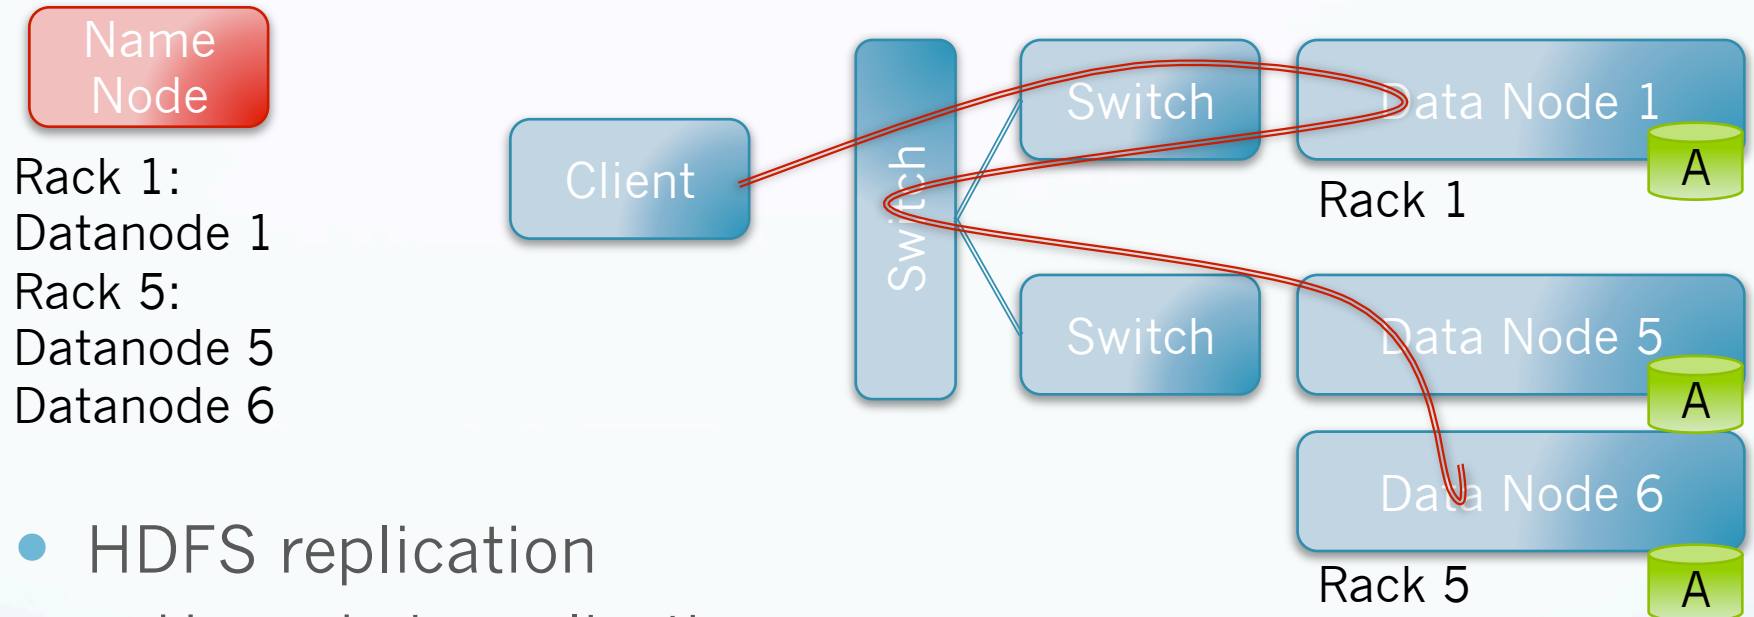 Name
Node
Rack 1:
Datanode 1
Rack 5:
Datanode 5
Datanode 6
Client
Switch
Switch
Data Node 1
A
Rack 1
Switch
Data Node 5
A
Data Node 6
A
Rack 5
HDFS replication